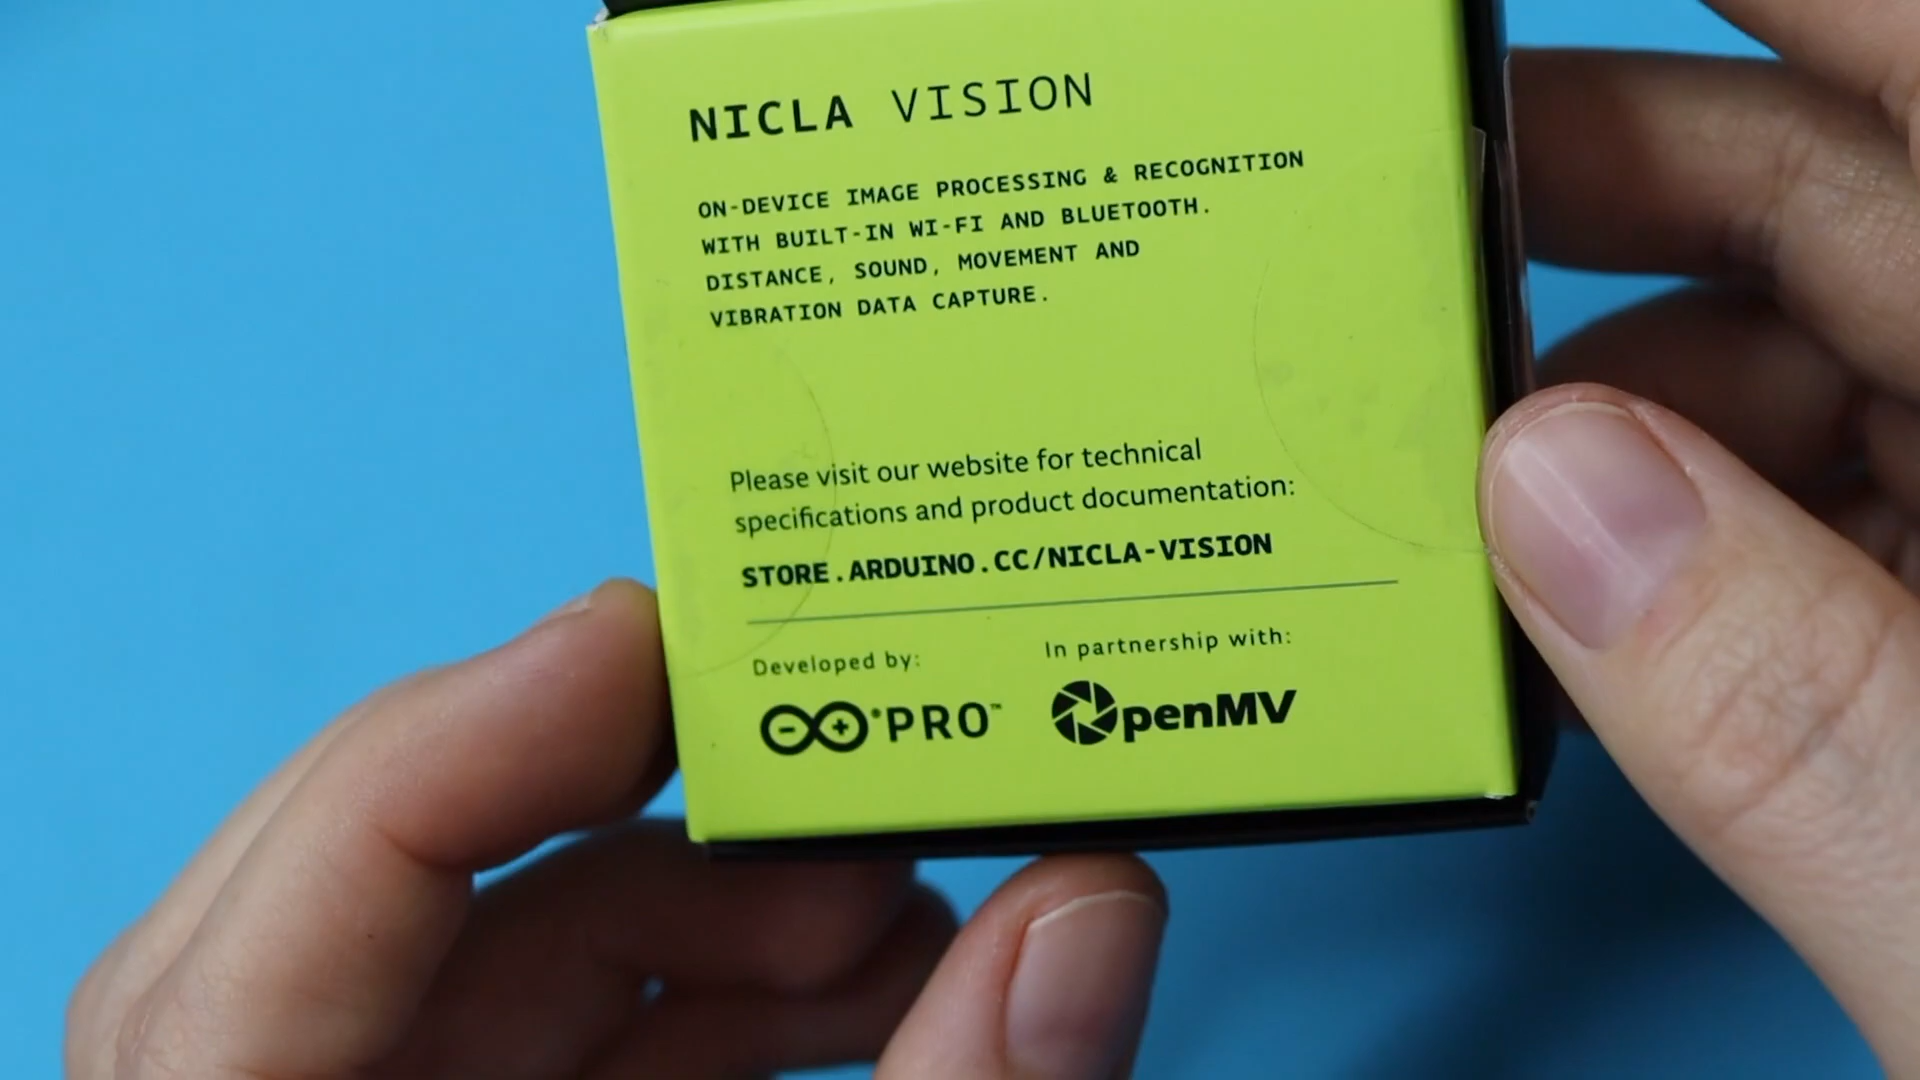 NICLA VISION
ON-DEVICE IMAGE PROCESSING & RECOGNITION
WITH BUILT-IN WI-FI AND BLUETOOTH.
DISTANCE, SOUND, MOVEMENT AND
VIBRATION DATA CAPTURE.
Please visit our website for technical
specifications and product documentation:
STORE.ARDUINO.CC/NICLA-VISION
Developed by:
PRO™
In partnership with:
OpenMV